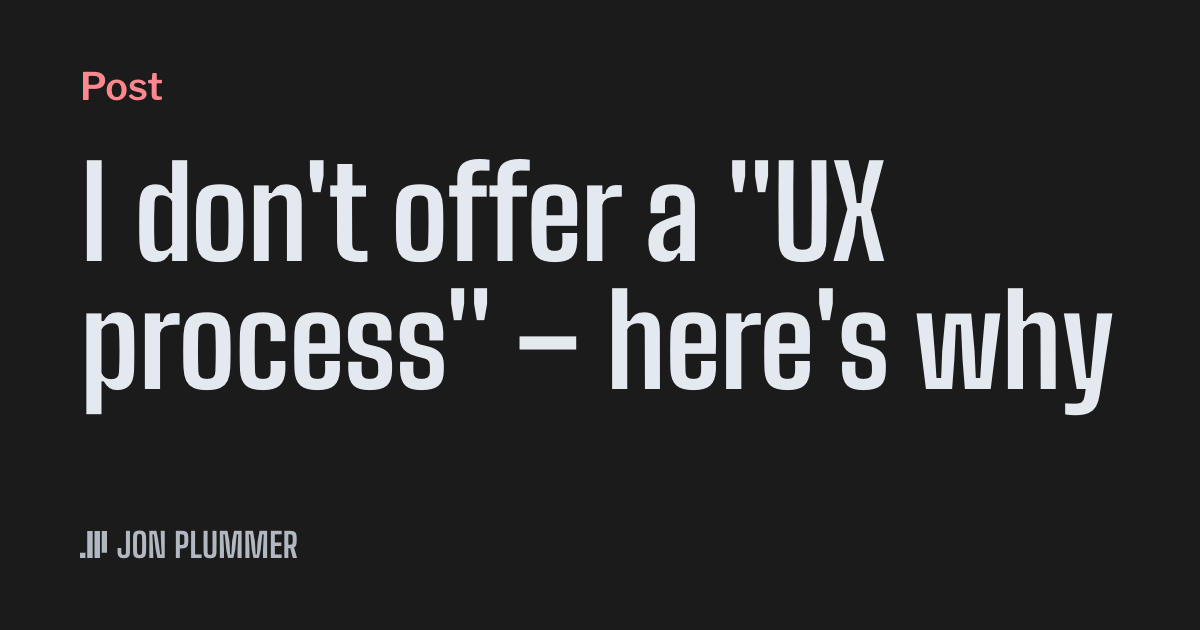 Post
I don't offer a "UX
process" – here's why
JON PLUMMER